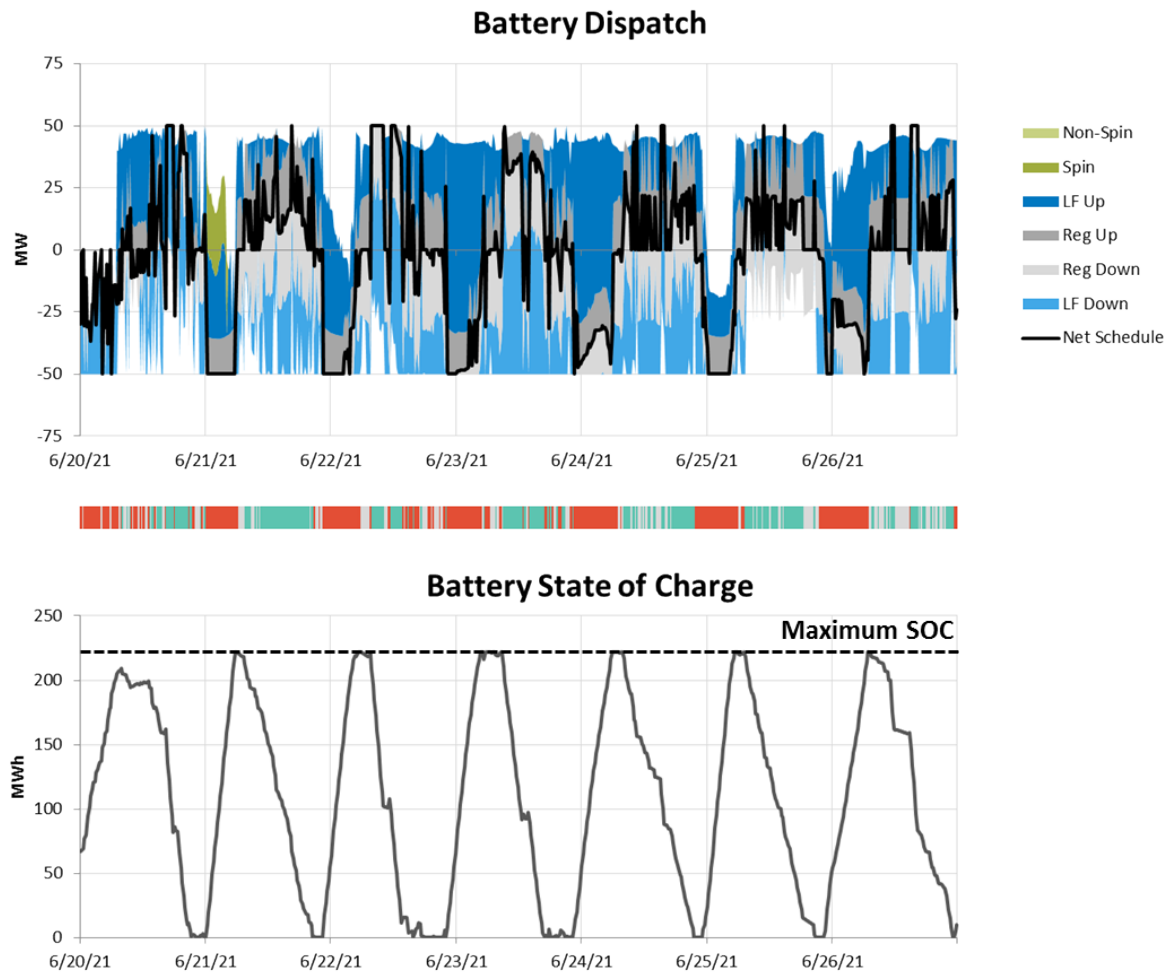 Battery Dispatch
75
50
25
0
-25
-50
-75
MW
6/20/21 6/21/21 6/22/21 6/23/21 6/24/21 6/25/21 6/26/21
Non-Spin
Spin
LF Up
Reg Up
Reg Down
LF Down
Net Schedule
Battery State of Charge
Maximum SOC
250
200
150
100
50
0
MWh
6/20/21 6/21/21 6/22/21 6/23/21 6/24/21 6/25/21 6/26/21